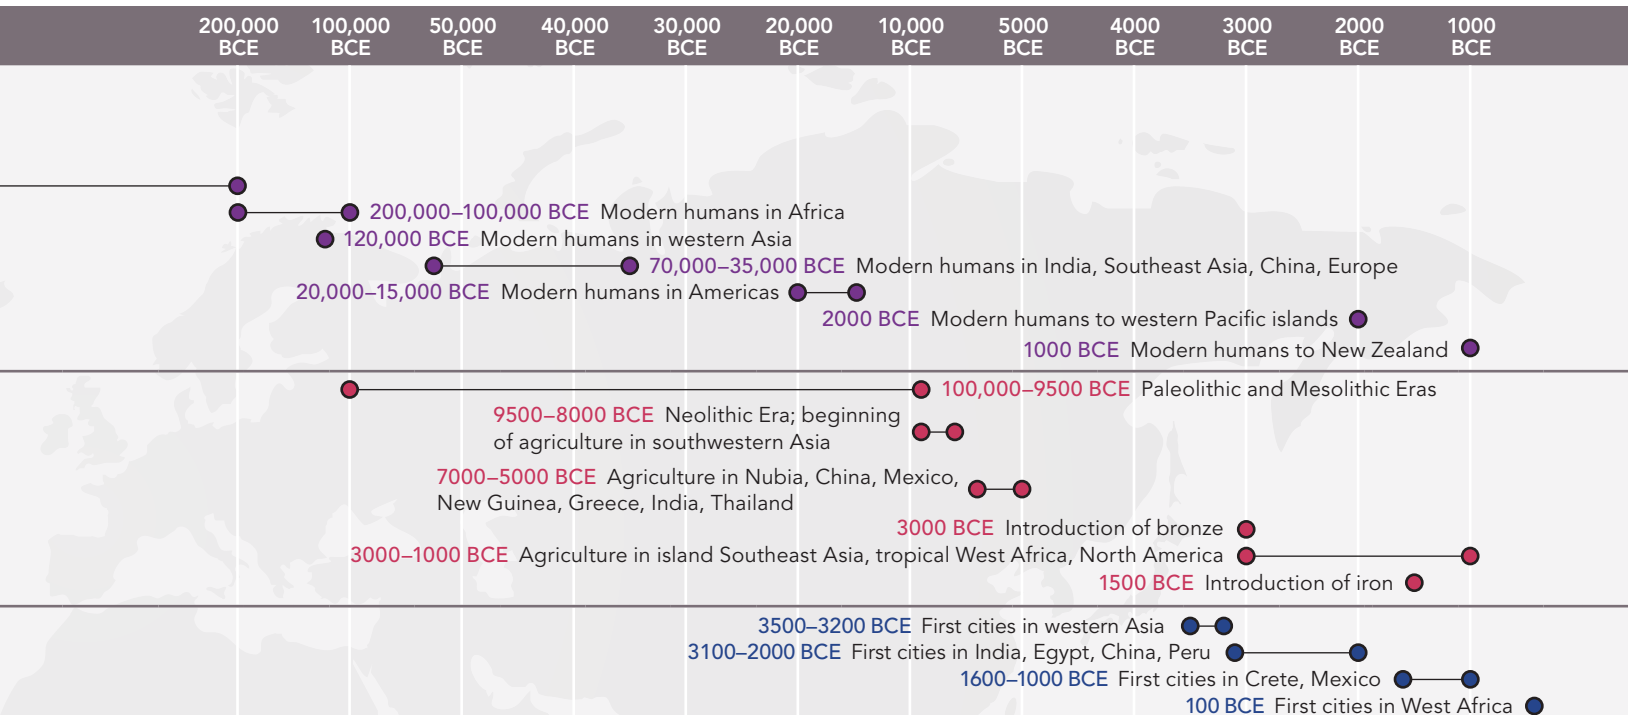 200,000 BCE 100,000 BCE 50,000 BCE 40,000 BCE 30,000 BCE 20,000 BCE 10,000 BCE 5000 BCE 4000 BCE 3000 BCE 2000 BCE 1000 BCE
200,000–100,000 BCE Modern humans in Africa
120,000 BCE Modern humans in western Asia
70,000–35,000 BCE Modern humans in India, Southeast Asia, China, Europe
20,000–15,000 BCE Modern humans in Americas
2000 BCE Modern humans to western Pacific islands
1000 BCE Modern humans to New Zealand
100,000–9500 BCE Paleolithic and Mesolithic Eras
9500–8000 BCE Neolithic Era; beginning
of agriculture in southwestern Asia
7000–5000 BCE Agriculture in Nubia, China, Mexico,
New Guinea, Greece, India, Thailand
3000 BCE Introduction of bronze
3000–1000 BCE Agriculture in island Southeast Asia, tropical West Africa, North America
1500 BCE Introduction of iron
3500–3200 BCE First cities in western Asia
3100–2000 BCE First cities in India, Egypt, China, Peru
1600–1000 BCE First cities in Crete, Mexico
100 BCE First cities in West Africa